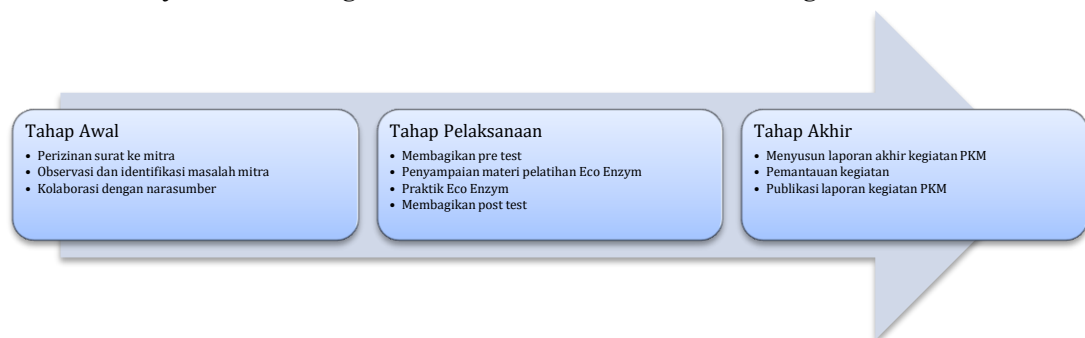 Tahap Awal
• Perizinan surat ke mitra
• Observasi dan identifikasi masalah mitra
• Kolaborasi dengan narasumber
Tahap Pelaksanaan
• Membagikan pre test
• Penyampaian materi pelatihan Eco Enzym
• Praktik Eco Enzym
• Membagikan post test
Tahap Akhir
• Menyusun laporan akhir kegiatan PKM
• Pemantauan kegiatan
• Publikasi laporan kegiatan PKM